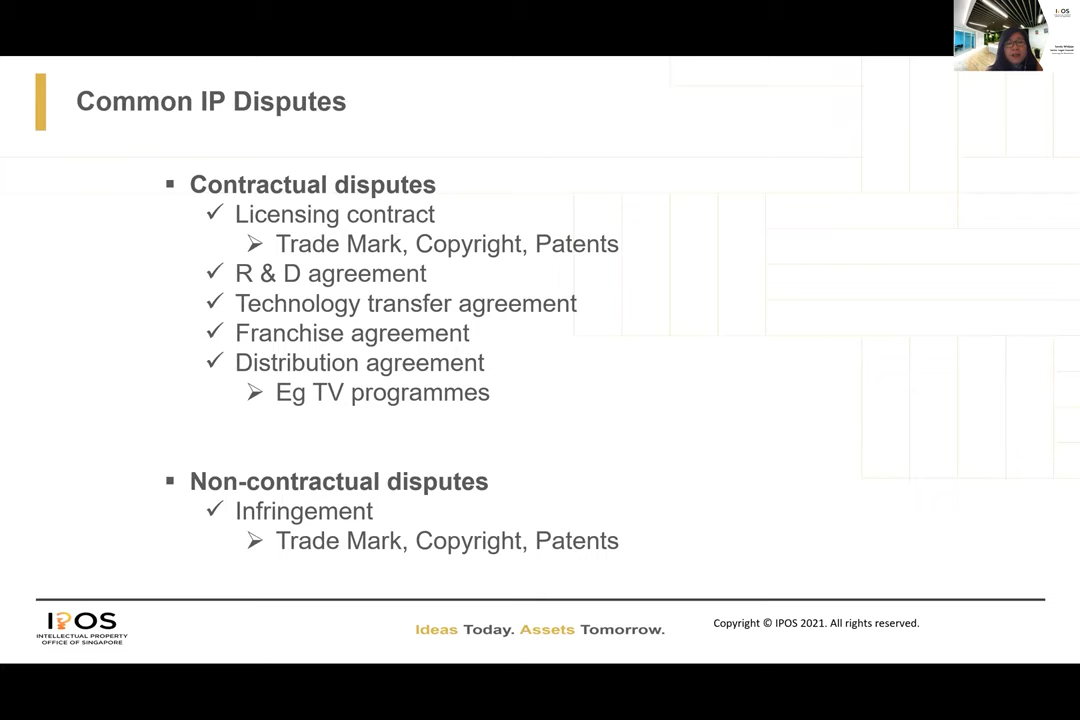 IPOS
Common IP Disputes
▪ Contractual disputes
✓ Licensing contract
➢ Trade Mark, Copyright, Patents
✓ R & D agreement
✓ Technology transfer agreement
✓ Franchise agreement
✓ Distribution agreement
➢ Eg TV programmes
▪ Non-contractual disputes
✓ Infringement
➢ Trade Mark, Copyright, Patents
IPOS
INTELLECTUAL PROPERTY
OFFICE OF SINGAPORE
Ideas Today. Assets Tomorrow.
Copyright © IPOS 2021. All rights reserved.